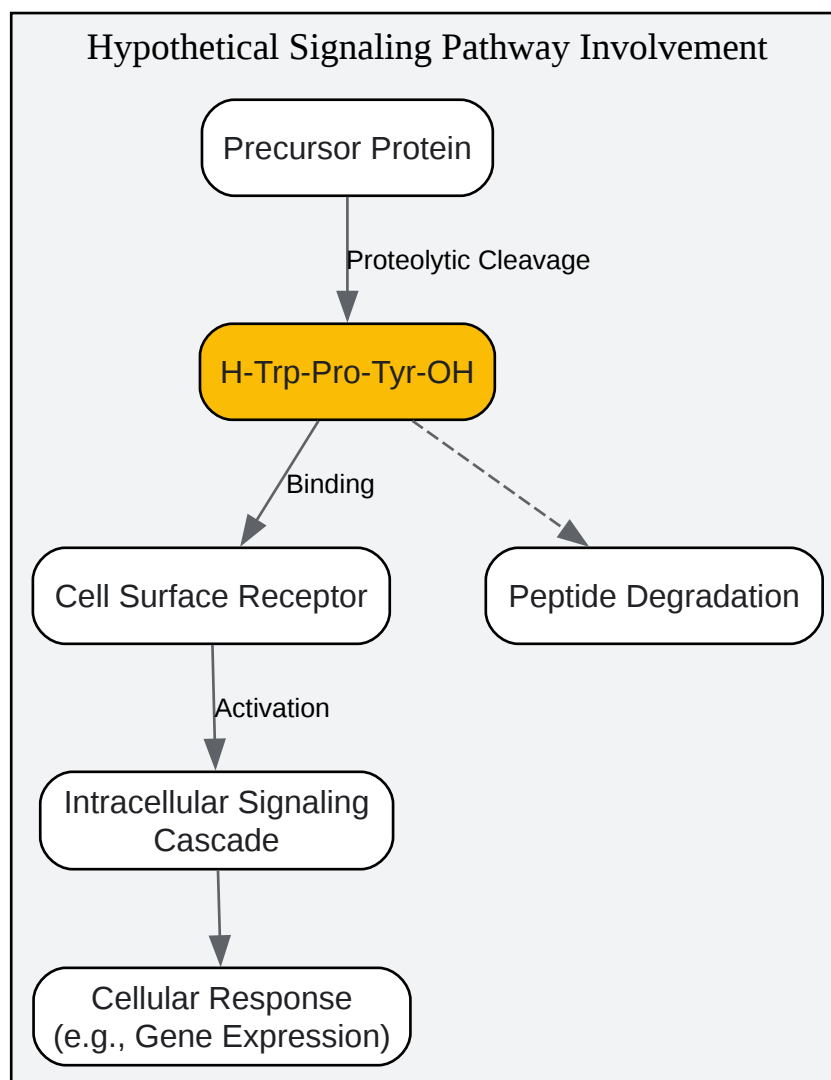 Hypothetical Signaling Pathway Involvement
Precursor Protein
Proteolytic Cleavage
H-Trp-Pro-Tyr-OH
Binding
Cell Surface Receptor
Peptide Degradation
Activation
Intracellular Signaling
Cascade
Cellular Response
(e.g., Gene Expression)